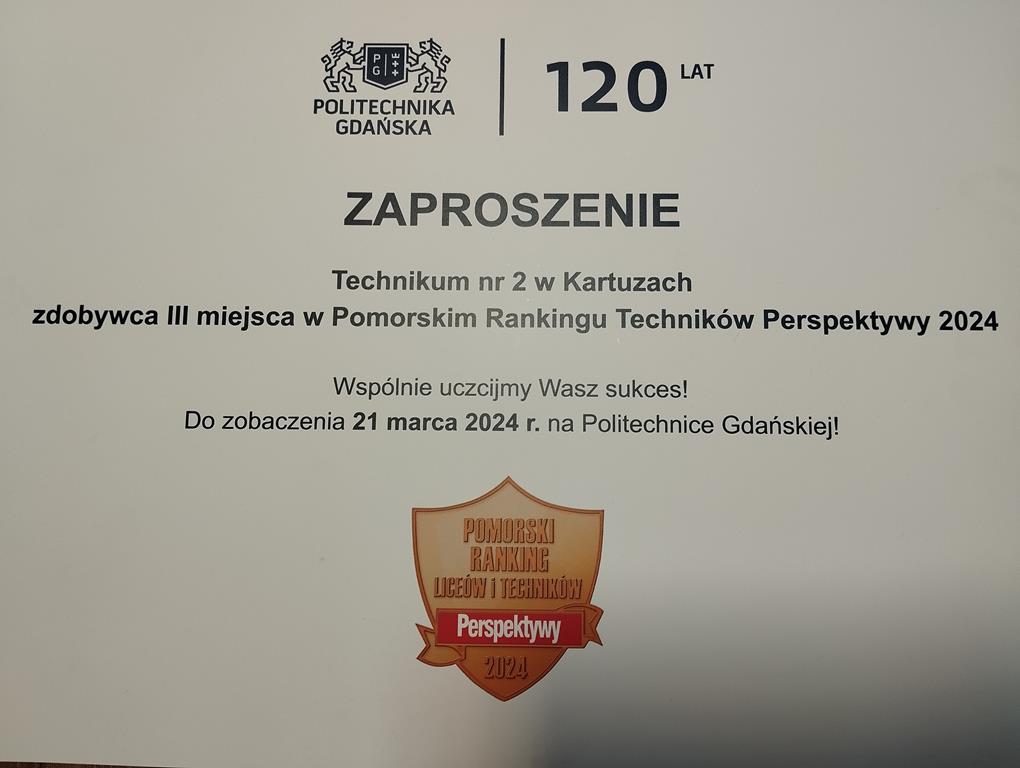 P G
POLITECHNIKA
GDAŃSKA
120 LAT
ZAPROSZENIE
Technikum nr 2 w Kartuzach
zdobywca III miejsca w Pomorskim Rankingu Techników Perspektywy 2024
Wspólnie uczcijmy Wasz sukces!
Do zobaczenia 21 marca 2024 r. na Politechnice Gdańskiej!
POMORSKI
RANKING
LICEÓW i TECHNIKÓW
Perspektywy
2024